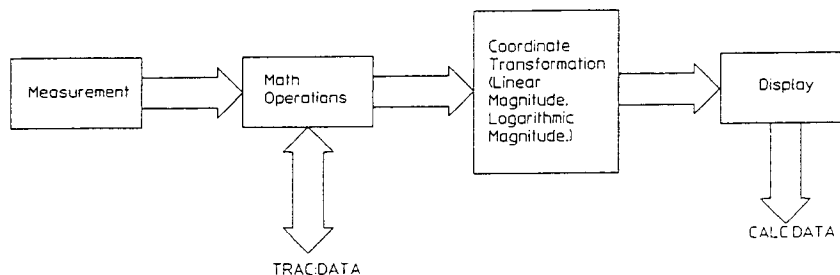 Measurement
Math
Operations
Coordinate
Transformation
(Linear
Magnitude,
Logarithmic
Magnitude,)
Display
TRAC:DATA
CALC:DATA